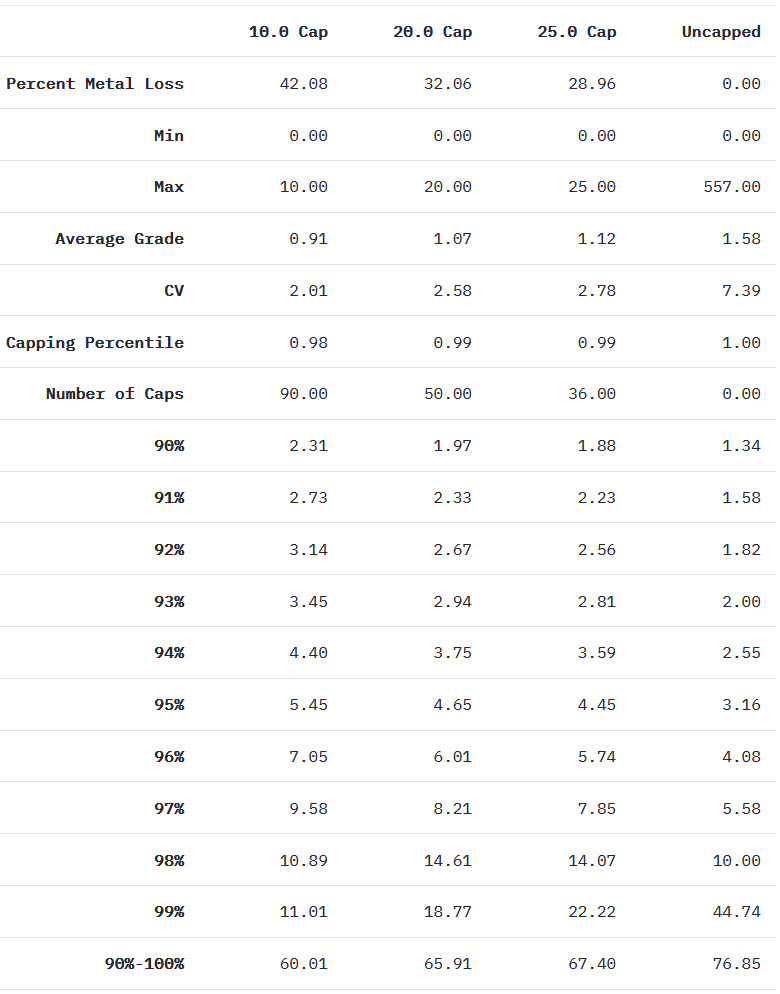 10.0 Cap 20.0 Cap 25.0 Cap Uncapped
Percent Metal Loss 42.08 32.06 28.96 0.00
Min 0.00 0.00 0.00 0.00
Max 10.00 20.00 25.00 557.00
Average Grade 0.91 1.07 1.12 1.58
CV 2.01 2.58 2.78 7.39
Capping Percentile 0.98 0.99 0.99 1.00
Number of Caps 90.00 50.00 36.00 0.00
90% 2.31 1.97 1.88 1.34
91% 2.73 2.33 2.23 1.58
92% 3.14 2.67 2.56 1.82
93% 3.45 2.94 2.81 2.00
94% 4.40 3.75 3.59 2.55
95% 5.45 4.65 4.45 3.16
96% 7.05 6.01 5.74 4.08
97% 9.58 8.21 7.85 5.58
98% 10.89 14.61 14.07 10.00
99% 11.01 18.77 22.22 44.74
90%-100% 60.01 65.91 67.40 76.85